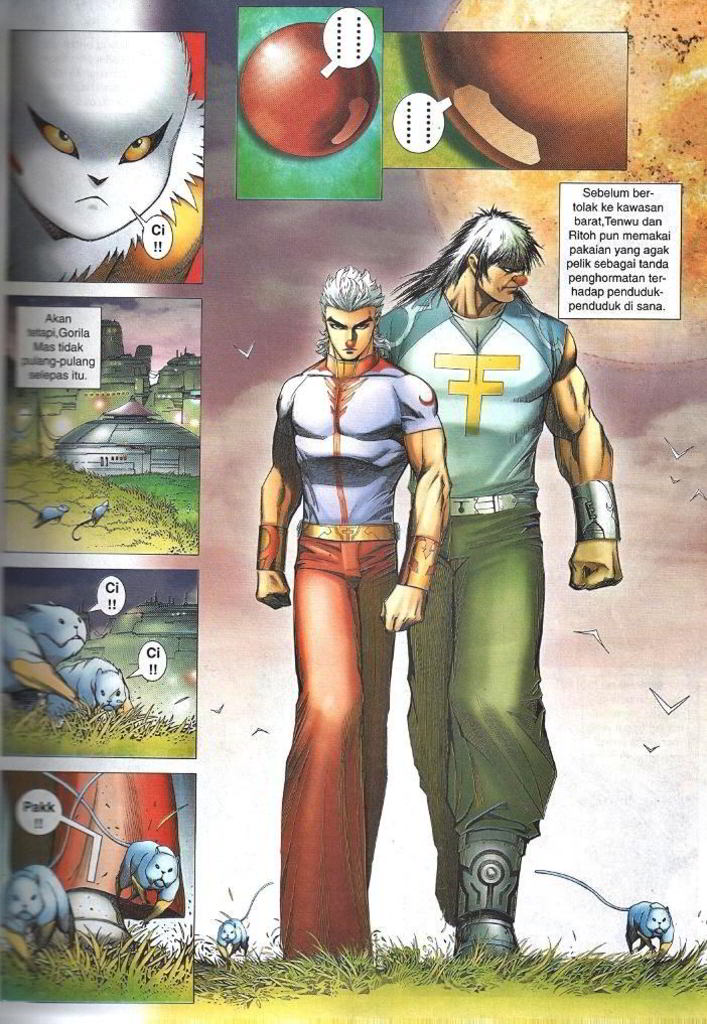 Ci
!!
Sebelum ber-
tolak ke kawasan
barat,Tenwu dan
Ritoh pun memakai
pakaian yang agak
pelik sebagai tanda
penghormatan ter-
hadap penduduk-
penduduk di sana.
Akan
tetapi,Gorila
Mas tidak
pulang-pulang
selepas itu.
Ci
!!
Ci
!!
Pakk
!!